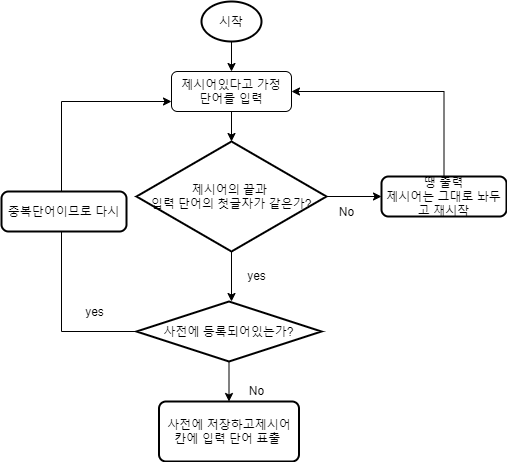 시작
제시어있다고 가정
단어를 입력
제시어의 끝과
입력 단어의 첫글자가 같은가?
No
땡 출력
제시어는 그대로 놔두
고 재시작
중복단어이므로 다시
yes
yes
사전에 등록되어있는가?
No
사전에 저장하고제시어
칸에 입력 단어 표출